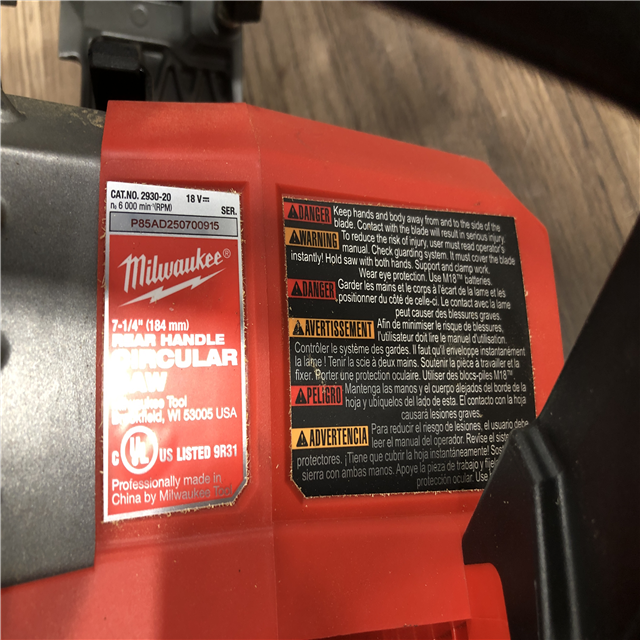 CAT.NO. 2930-20 18 V⎓
n₀ 6 000 min⁻¹(RPM) SER.
P85AD250700915
Milwaukee®
7-1/4" (184 mm)
REAR HANDLE
CIRCULAR
Tool
WI 53005 USA
C UL US LISTED 9R31
Professionally made in
China by Milwaukee Tool
DANGER Keep hands and body away from and to the side of the
blade. Contact with the blade will result in serious injury.
WARNING To reduce the risk of injury, user must read operator's
manual. Check guarding system. It must cover the blade
instantly! Hold saw with both hands. Support and clamp work.
Wear eye protection. Use M18™ batteries.
DANGER Garder les mains et le corps à l'écart de la lame et les
positionner du côté de celle-ci. Le contact avec la lame
peut causer des blessures graves.
AVERTISSEMENT Afin de minimiser le risque de blessures,
l'utilisateur doit lire le manuel d'utilisation.
Contrôler le système des gardes. Il faut qu'il enveloppe instantanément
la lame ! Tenir la scie à deux mains. Soutenir la pièce à travailler et la
fixer. Porter une protection oculaire. Utiliser des blocs-piles M18™
PELIGRO Mantenga las manos y el cuerpo alejados del borde de la
hoja y ubíquelos del lado de esta. El contacto con la hoja
causará lesiones graves.
ADVERTENCIA Para reducir el riesgo de lesiones, el usuario debe
leer el manual del operador. Revise el sistema
protectores. ¡Tiene que cubrir la hoja instantáneamente!
sierra con ambas manos. Apoye la pieza de trabajo y
protección ocular.